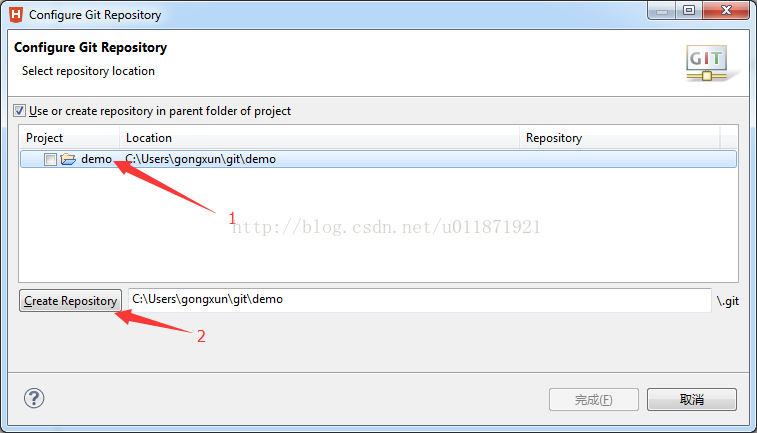 H Configure Git Repository
Configure Git Repository
Select repository location
GIT
Use or create repository in parent folder of project
Project Location Repository
demo C:\Users\gongxun\git\demo
1
http://blog.csdn.net/u011871921
Create Repository C:\Users\gongxun\git\demo \.git
2
? 完成(F) 取消